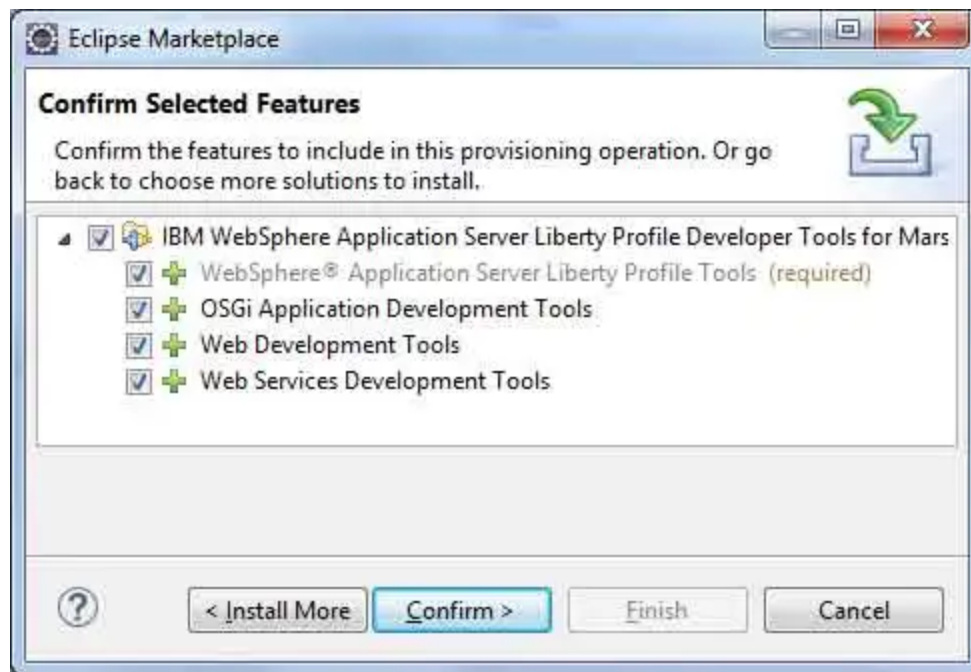 Eclipse Marketplace
Confirm Selected Features
Confirm the features to include in this provisioning operation. Or go
back to choose more solutions to install.
IBM WebSphere Application Server Liberty Profile Developer Tools for Mars
WebSphere® Application Server Liberty Profile Tools (required)
OSGi Application Development Tools
Web Development Tools
Web Services Development Tools
? < Install More Confirm > Finish Cancel